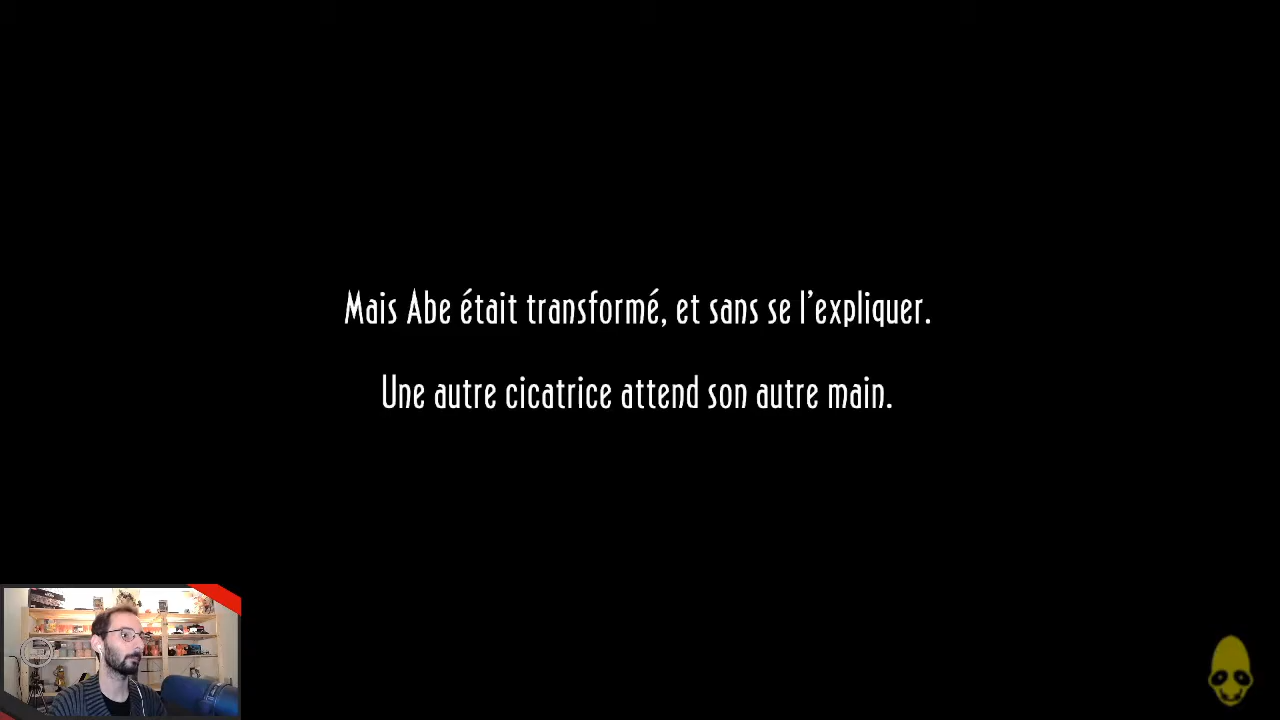 Mais Abe était transformé, et sans se l'expliquer.
Une autre cicatrice attend son autre main.